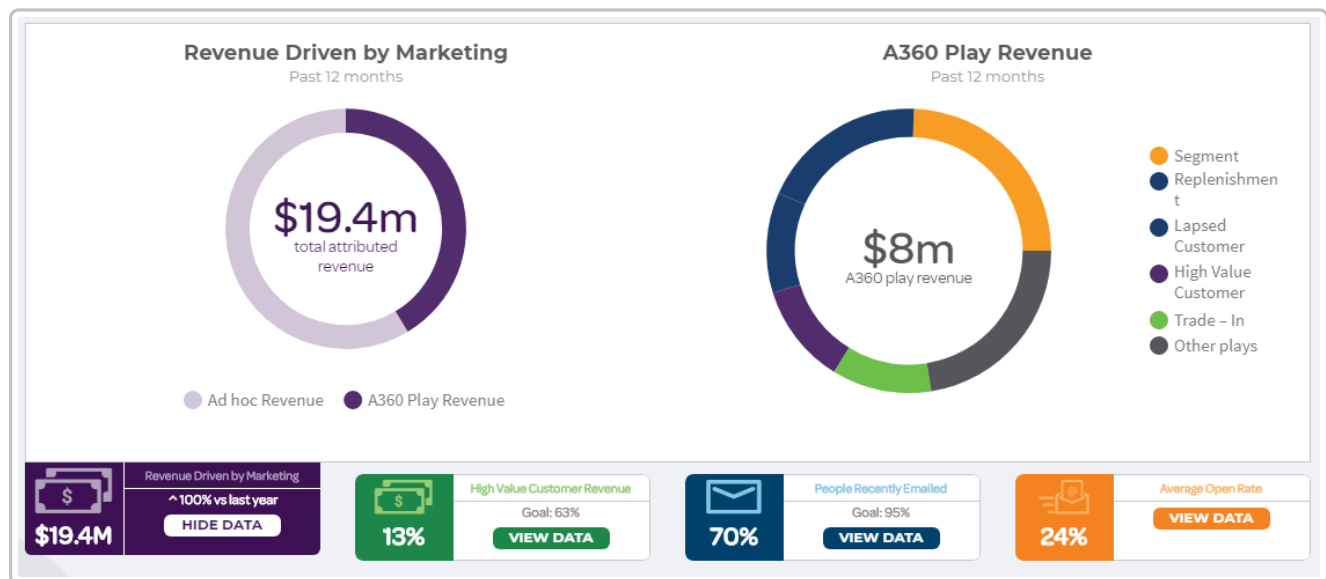 Revenue Driven by Marketing
Past 12 months
$19.4m
total attributed
revenue
Ad hoc Revenue
A360 Play Revenue
A360 Play Revenue
Past 12 months
$8m
A360 play revenue
Segment
Replenishmen
t
Lapsed
Customer
High Value
Customer
Trade – In
Other plays
$
$19.4M
Revenue Driven by Marketing
^ 100% vs last year
HIDE DATA
$
13%
High Value Customer Revenue
Goal: 63%
VIEW DATA
70%
People Recently Emailed
Goal: 95%
VIEW DATA
@
24%
Average Open Rate
VIEW DATA